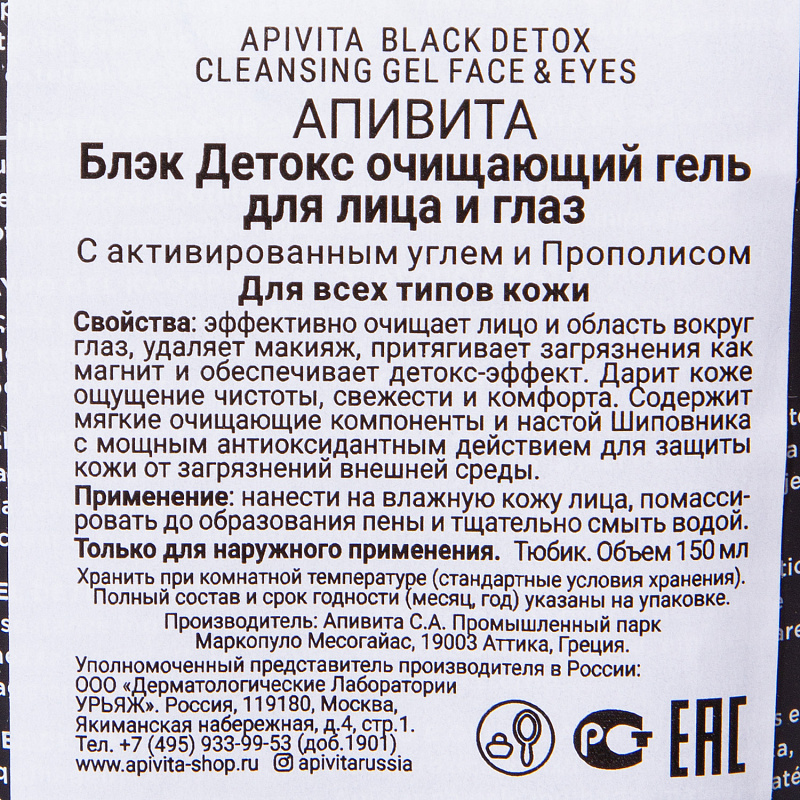 APIVITA BLACK DETOX
CLEANSING GEL FACE & EYES
АПИВИТА
Блэк Детокс очищающий гель
для лица и глаз
С активированным углем и Прополисом
Для всех типов кожи
Свойства: эффективно очищает лицо и область вокруг
глаз, удаляет макияж, притягивает загрязнения как
магнит и обеспечивает детокс-эффект. Дарит коже
ощущение чистоты, свежести и комфорта. Содержит
мягкие очищающие компоненты и настой Шиповника
с мощным антиоксидантным действием для защиты
кожи от загрязнений внешней среды.
Применение: нанести на влажную кожу лица, помасси-
ровать до образования пены и тщательно смыть водой.
Только для наружного применения. Тюбик. Объем 150 мл
Хранить при комнатной температуре (стандартные условия хранения).
Полный состав и срок годности (месяц, год) указаны на упаковке.
Производитель: Апивита С.А. Промышленный парк
Маркопуло Месогайас, 19003 Аттика, Греция.
Уполномоченный представитель производителя в России:
ООО «Дерматологические Лаборатории
УРЬЯЖ». Россия, 119180, Москва,
Якиманская набережная, д.4, стр.1.
Тел. +7 (495) 933-99-53 (доб.1901)
www.apivita-shop.ru apivitarussia
РСТ
EAC